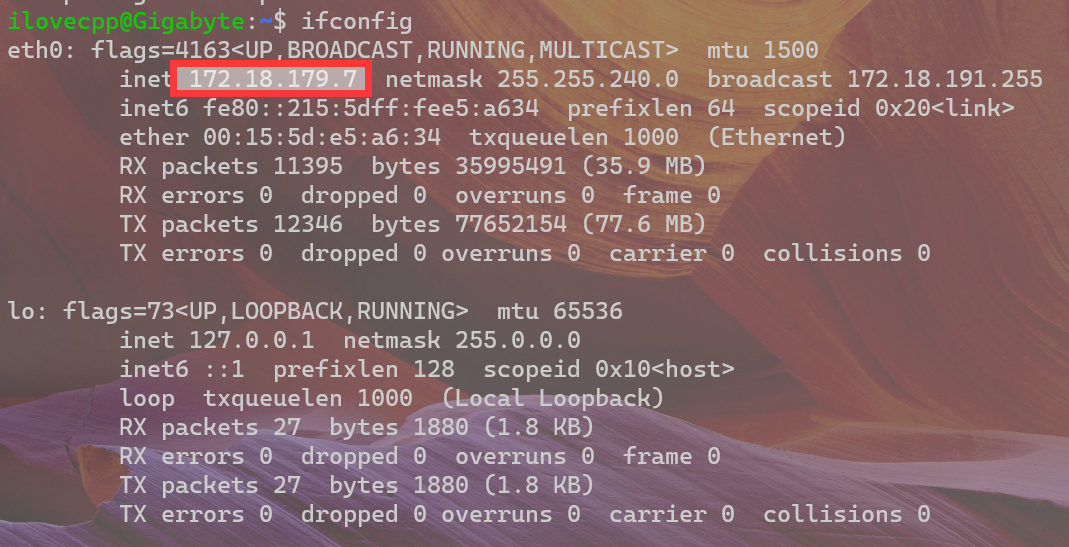 ilovecpp@Gigabyte:~$ ifconfig
eth0: flags=4163<UP,BROADCAST,RUNNING,MULTICAST>  mtu 1500
        inet 172.18.179.7  netmask 255.255.240.0  broadcast 172.18.191.255
        inet6 fe80::215:5dff:fee5:a634  prefixlen 64  scopeid 0x20<link>
        ether 00:15:5d:e5:a6:34  txqueuelen 1000  (Ethernet)
        RX packets 11395  bytes 35995491 (35.9 MB)
        RX errors 0  dropped 0  overruns 0  frame 0
        TX packets 12346  bytes 77652154 (77.6 MB)
        TX errors 0  dropped 0 overruns 0  carrier 0  collisions 0

lo: flags=73<UP,LOOPBACK,RUNNING>  mtu 65536
        inet 127.0.0.1  netmask 255.0.0.0
        inet6 ::1  prefixlen 128  scopeid 0x10<host>
        loop  txqueuelen 1000  (Local Loopback)
        RX packets 27  bytes 1880 (1.8 KB)
        RX errors 0  dropped 0  overruns 0  frame 0
        TX packets 27  bytes 1880 (1.8 KB)
        TX errors 0  dropped 0 overruns 0  carrier 0  collisions 0